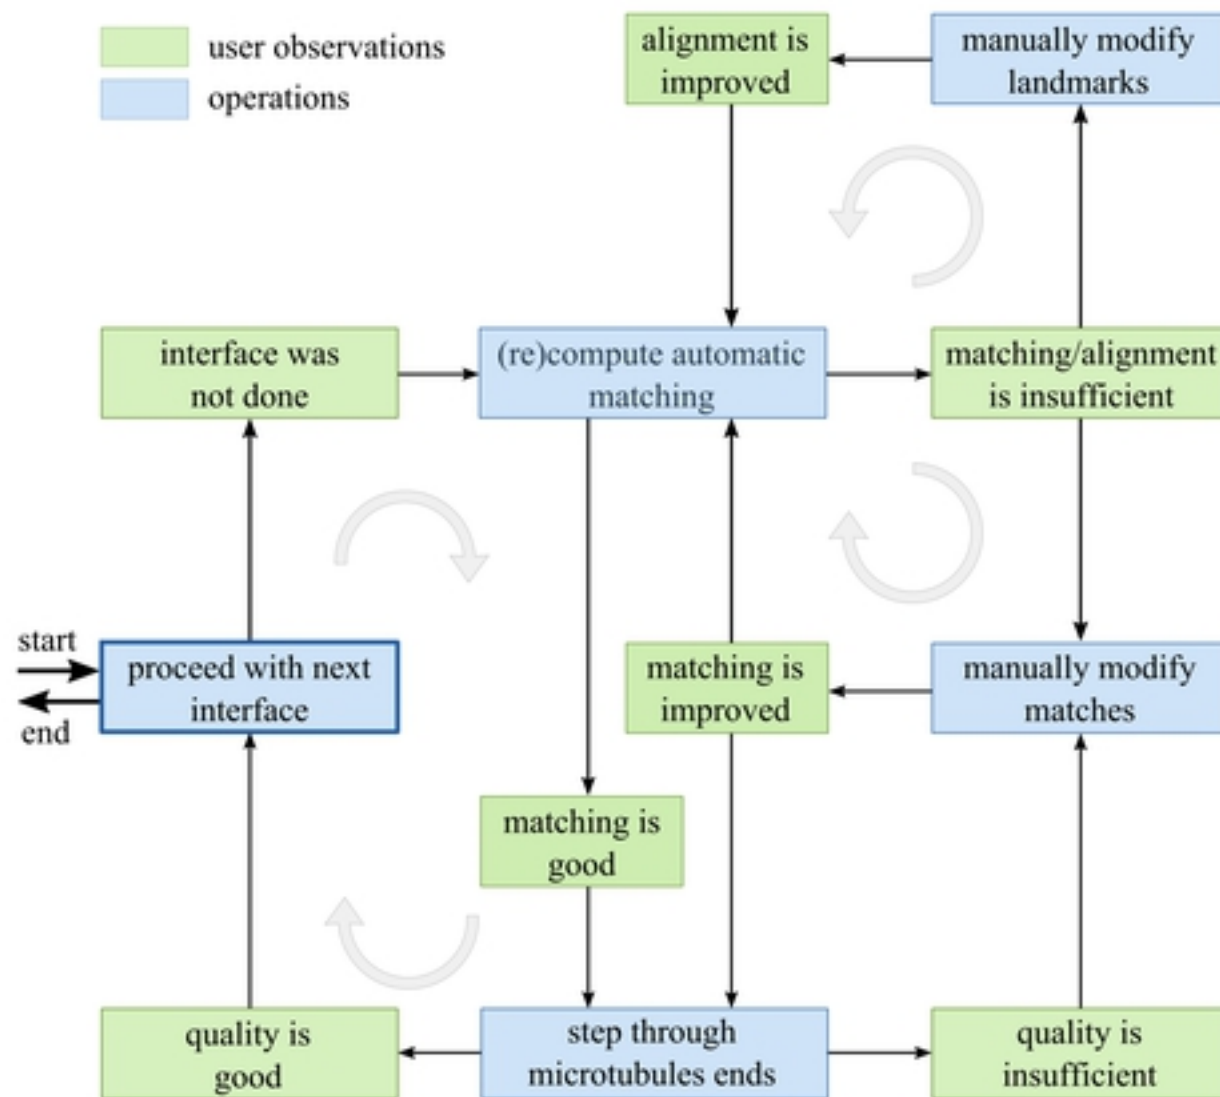 user observations
operations
alignment is
improved
manually modify
landmarks
interface was
not done
(re)compute automatic
matching
matching/alignment
is insufficient
start
end
proceed with next
interface
matching is
improved
manually modify
matches
matching is
good
quality is
good
step through
microtubules ends
quality is
insufficient